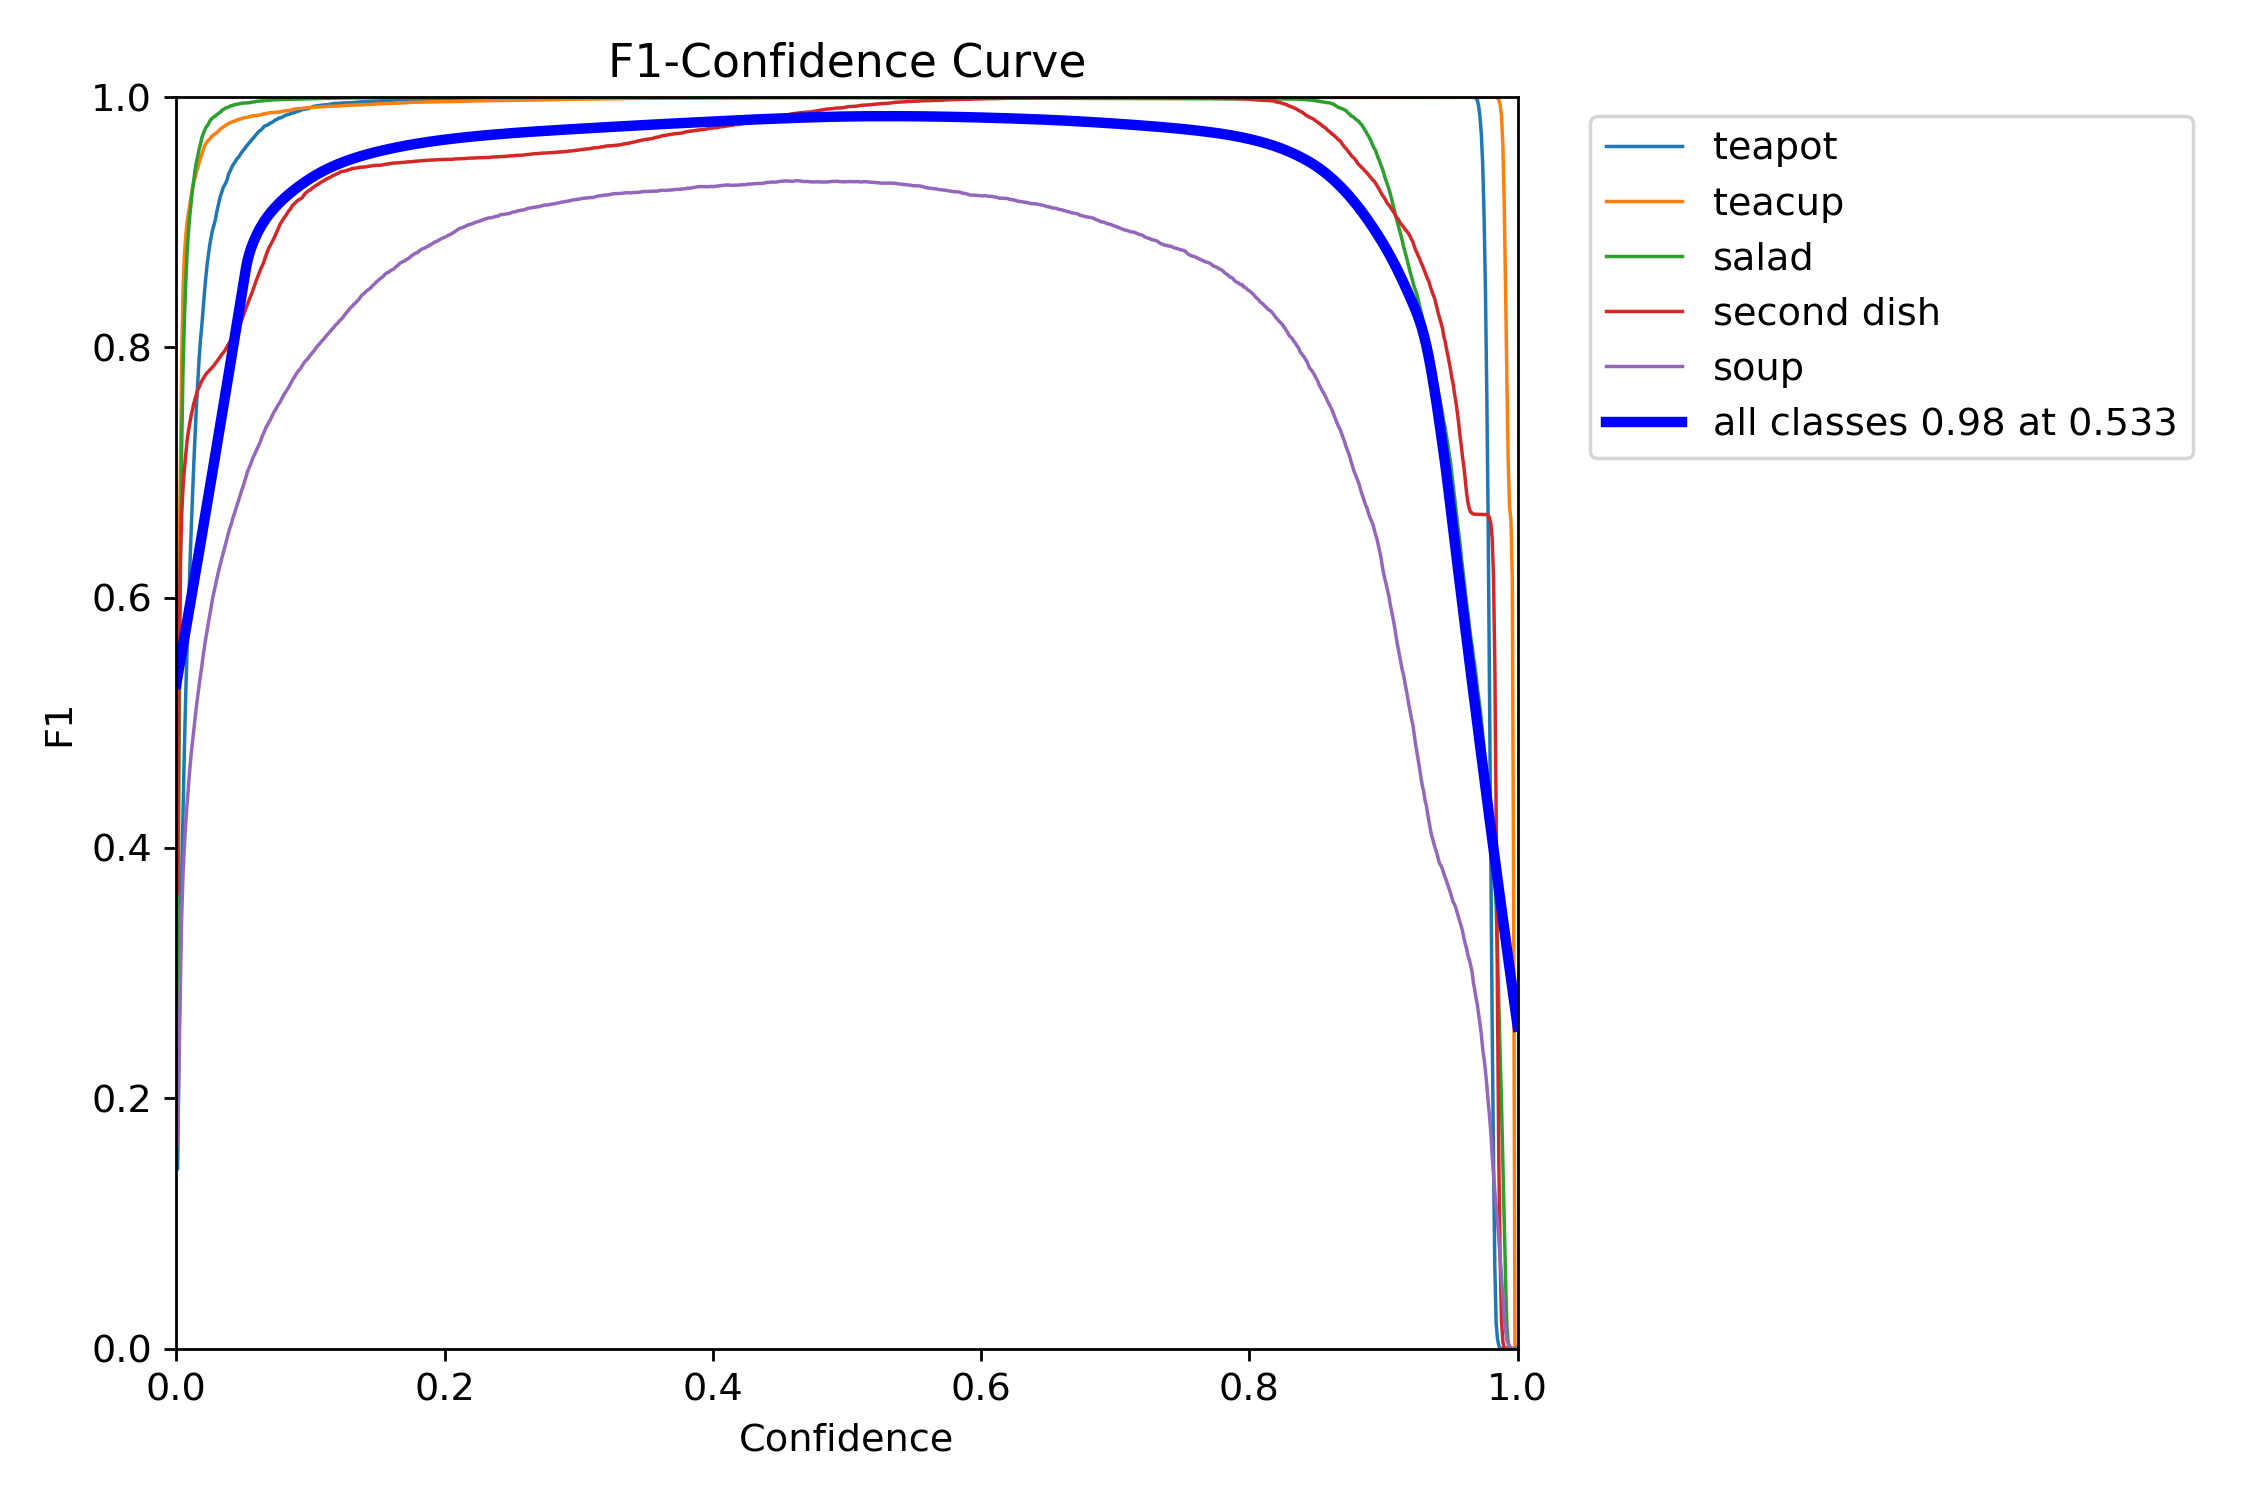 F1-Confidence Curve
1.0
0.8
0.6
0.4
0.2
0.0
F1
0.0 0.2 0.4 0.6 0.8 1.0
Confidence
teapot
teacup
salad
second dish
soup
all classes 0.98 at 0.533